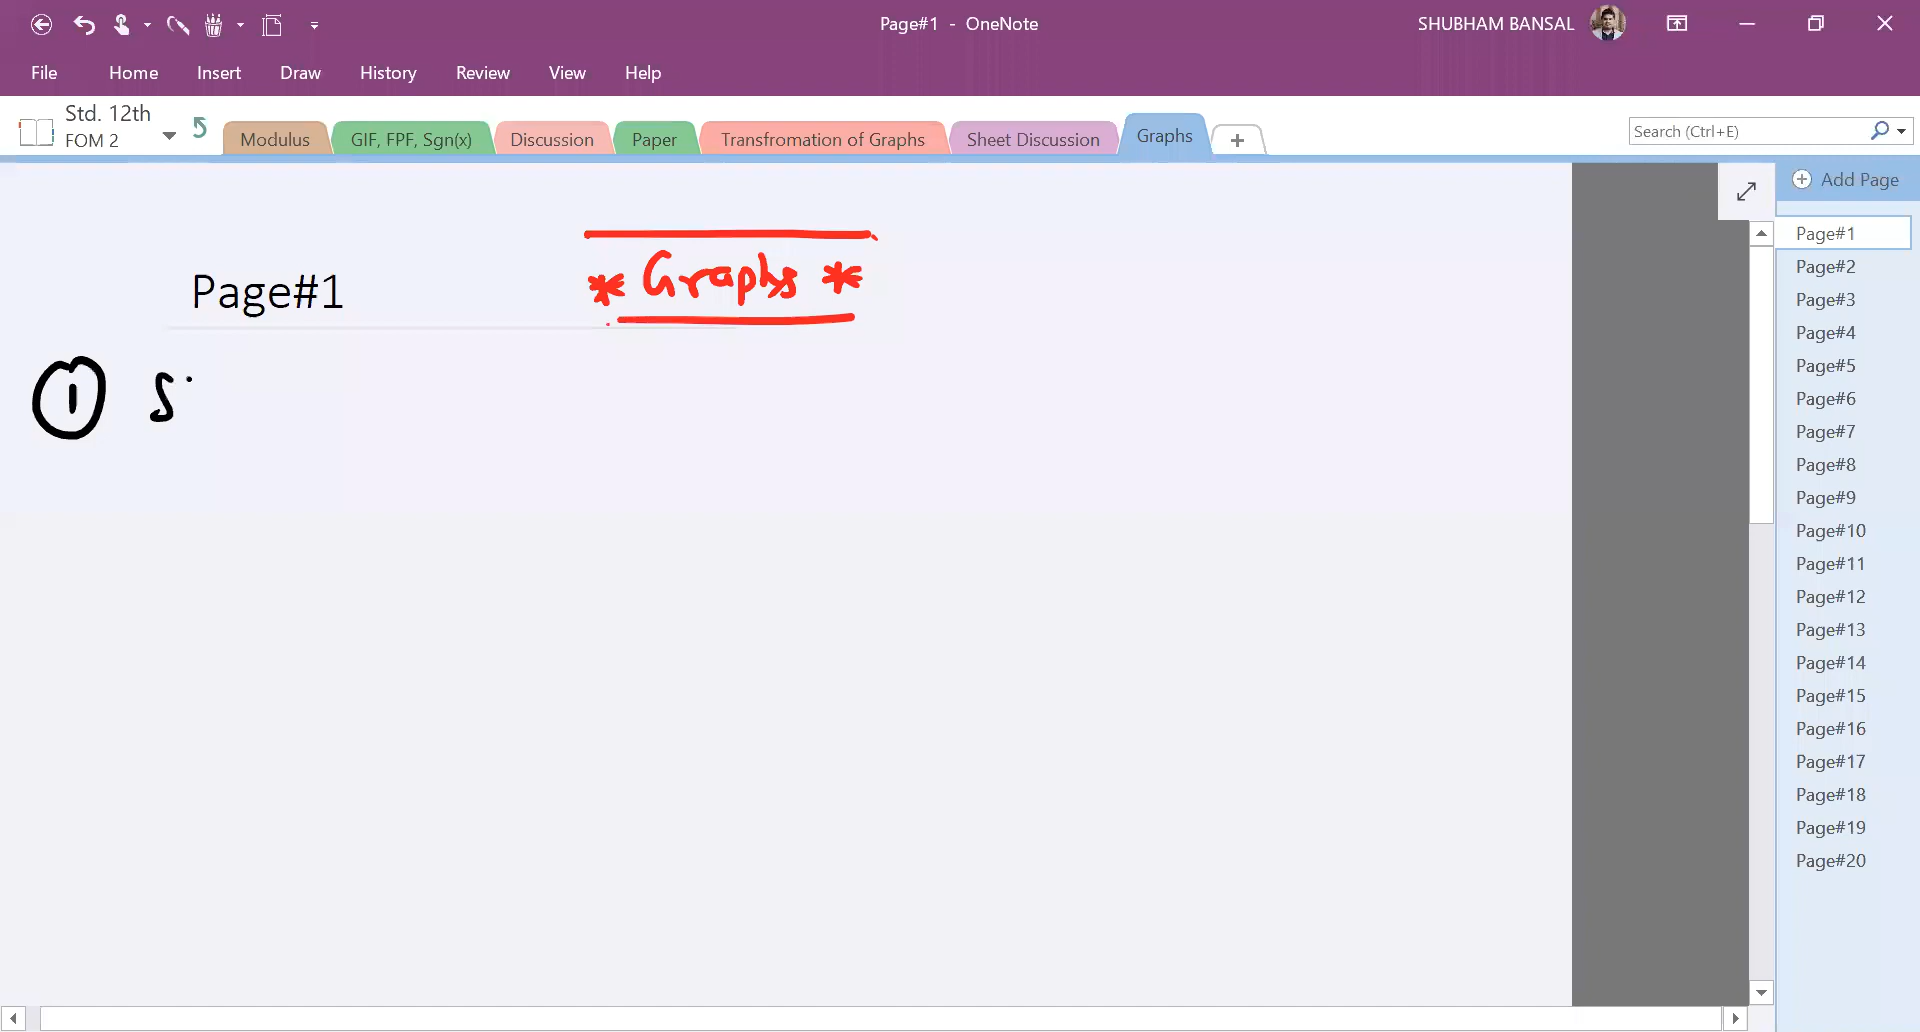 Page#1 - OneNote
SHUBHAM BANSAL
File Home Insert Draw History Review View Help
Std. 12th
FOM 2
Modulus GIF, FPF, Sgn(x) Discussion Paper Transfromation of Graphs Sheet Discussion Graphs +
Search (Ctrl+E)
Add Page
Page#1
* Graphs *
① S
Page#1
Page#2
Page#3
Page#4
Page#5
Page#6
Page#7
Page#8
Page#9
Page#10
Page#11
Page#12
Page#13
Page#14
Page#15
Page#16
Page#17
Page#18
Page#19
Page#20